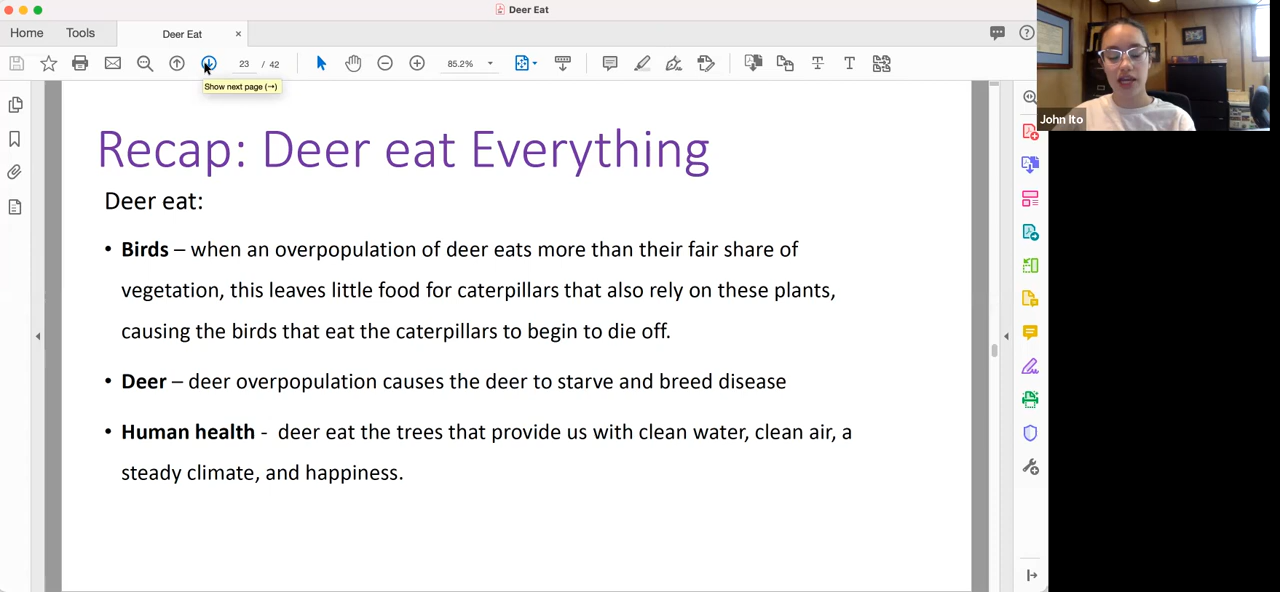 Deer Eat
Home
Tools
Deer Eat
23 / 42
85.2%
Show next page (→)
John Ito
Recap: Deer eat Everything
Deer eat:
• Birds – when an overpopulation of deer eats more than their fair share of
vegetation, this leaves little food for caterpillars that also rely on these plants,
causing the birds that eat the caterpillars to begin to die off.
• Deer – deer overpopulation causes the deer to starve and breed disease
• Human health - deer eat the trees that provide us with clean water, clean air, a
steady climate, and happiness.